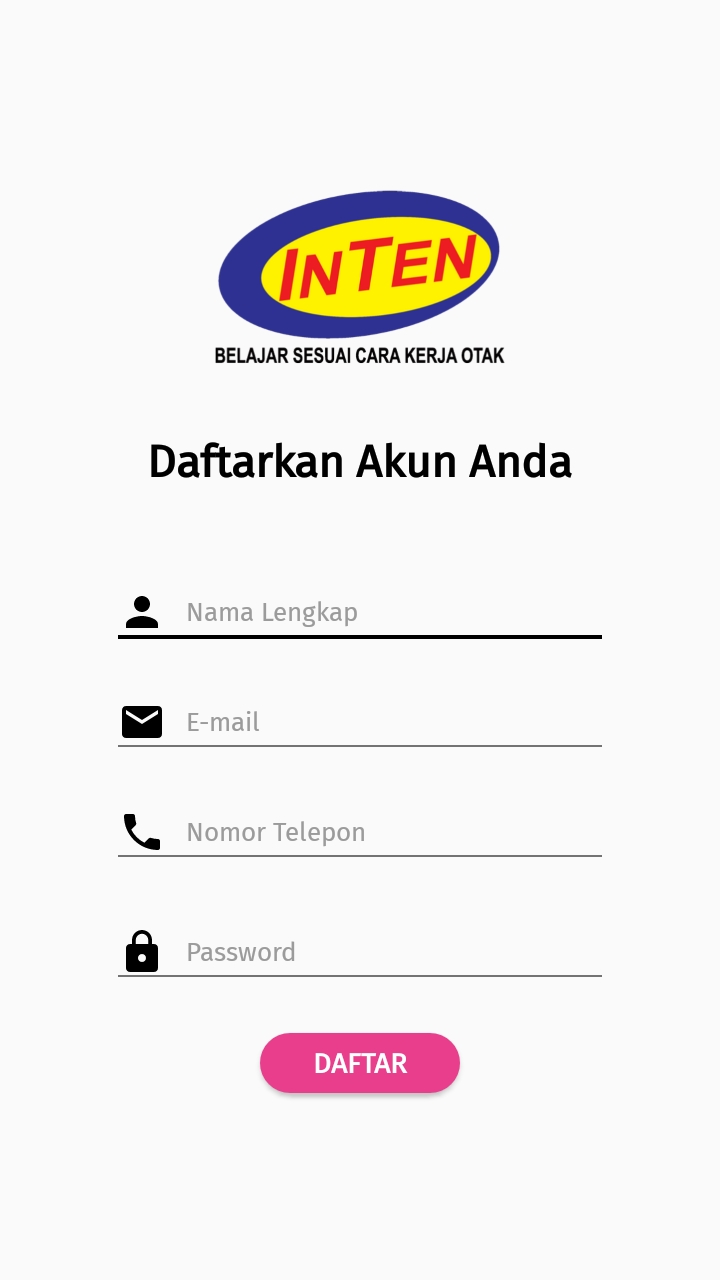 INTEN
BELAJAR SESUAI CARA KERJA OTAK
Daftarkan Akun Anda
Nama Lengkap
E-mail
Nomor Telepon
Password
DAFTAR